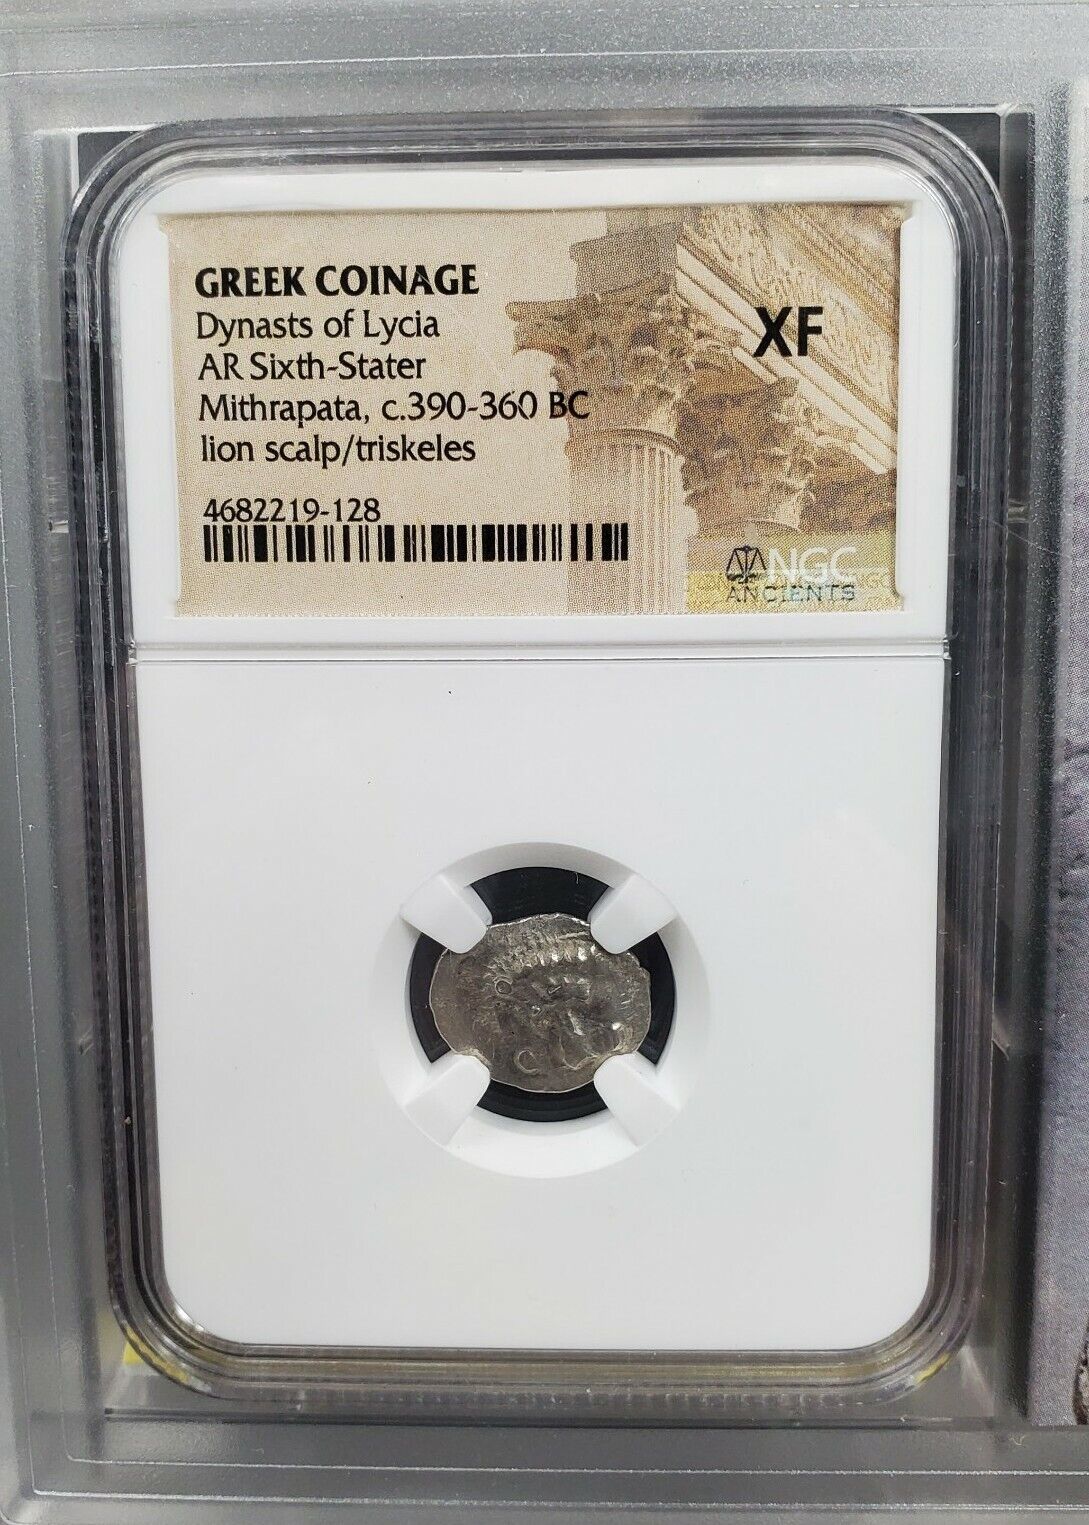 GREEK COINAGE
Dynasts of Lycia
AR Sixth-Stater
Mithrapata, c.390-360 BC
lion scalp/triskeles
4682219-128
XF
NGC
ANCIENTS